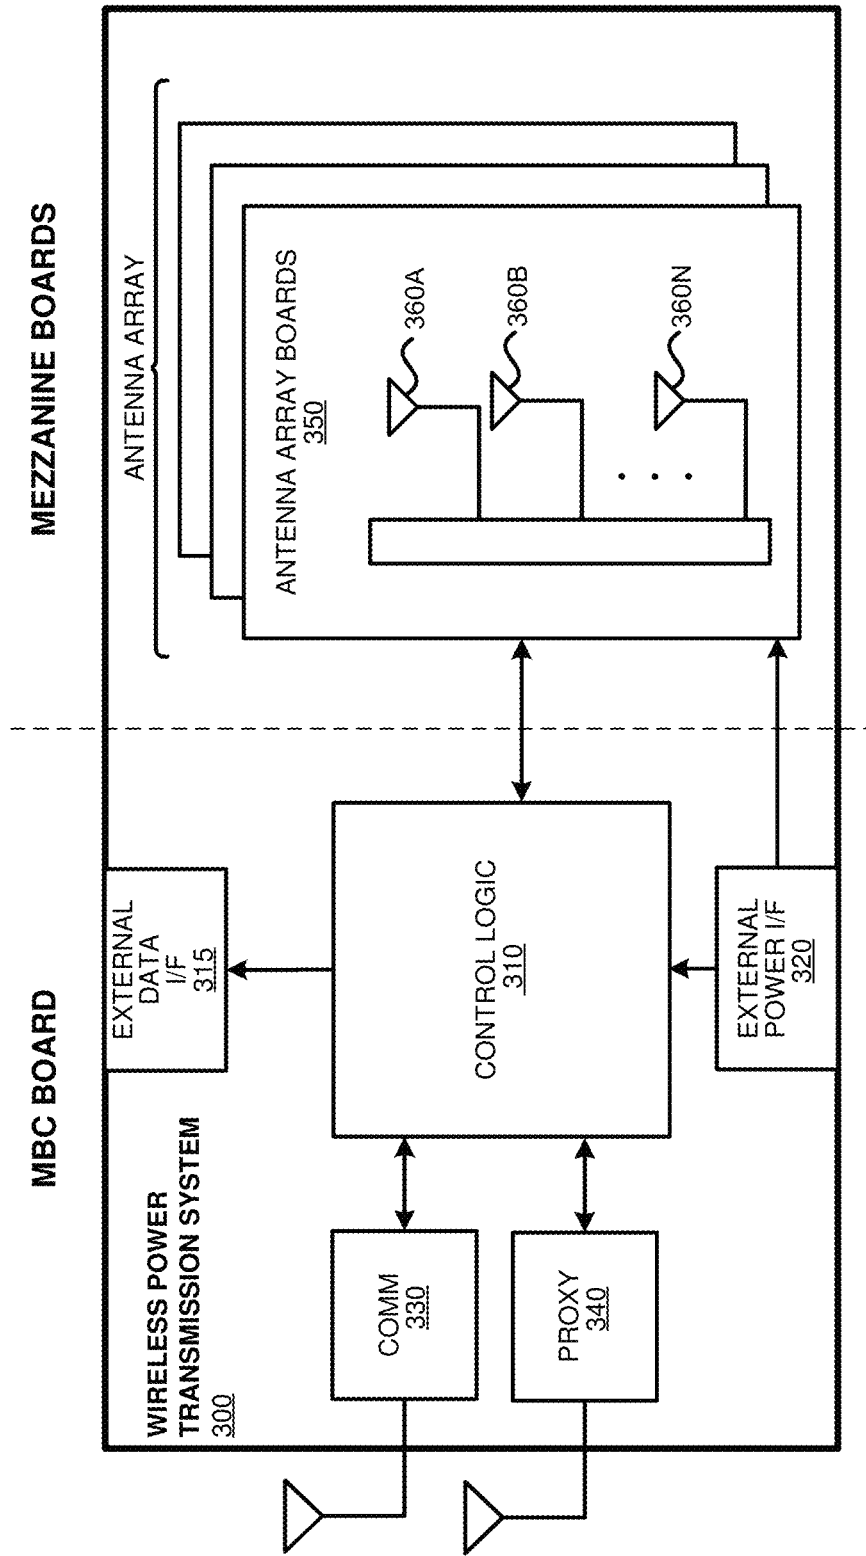 MBC BOARD
MEZZANINE BOARDS
WIRELESS POWER
TRANSMISSION SYSTEM
300
EXTERNAL
DATA
I/F
315
ANTENNA ARRAY
COMM
330
PROXY
340
CONTROL LOGIC
310
EXTERNAL
POWER I/F
320
ANTENNA ARRAY BOARDS
350
360A
360B
. . .
360N